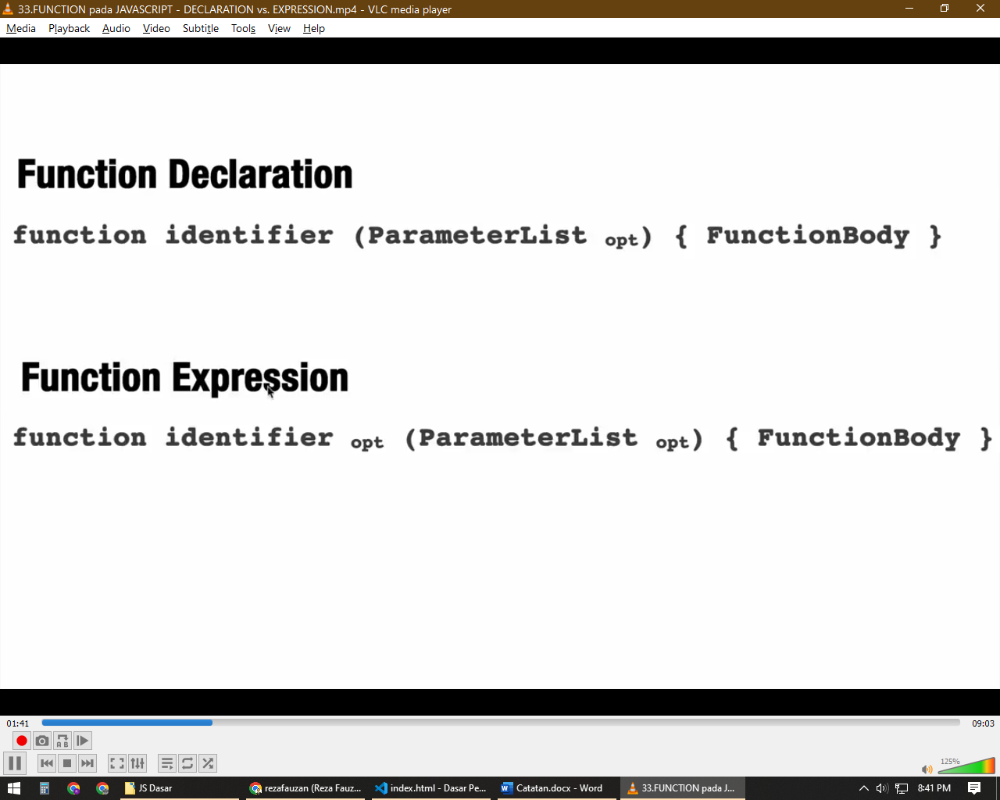 33.FUNCTION pada JAVASCRIPT - DECLARATION vs. EXPRESSION.mp4 - VLC media player
Media Playback Audio Video Subtitle Tools View Help
Function Declaration
function identifier (ParameterList opt) { FunctionBody }
Function Expression
function identifier opt (ParameterList opt) { FunctionBody }
01:41 09:03
A B
125%
JS Dasar rezafauzan (Reza Fauz... index.html - Dasar Pe... Catatan.docx - Word 33.FUNCTION pada J... 8:41 PM